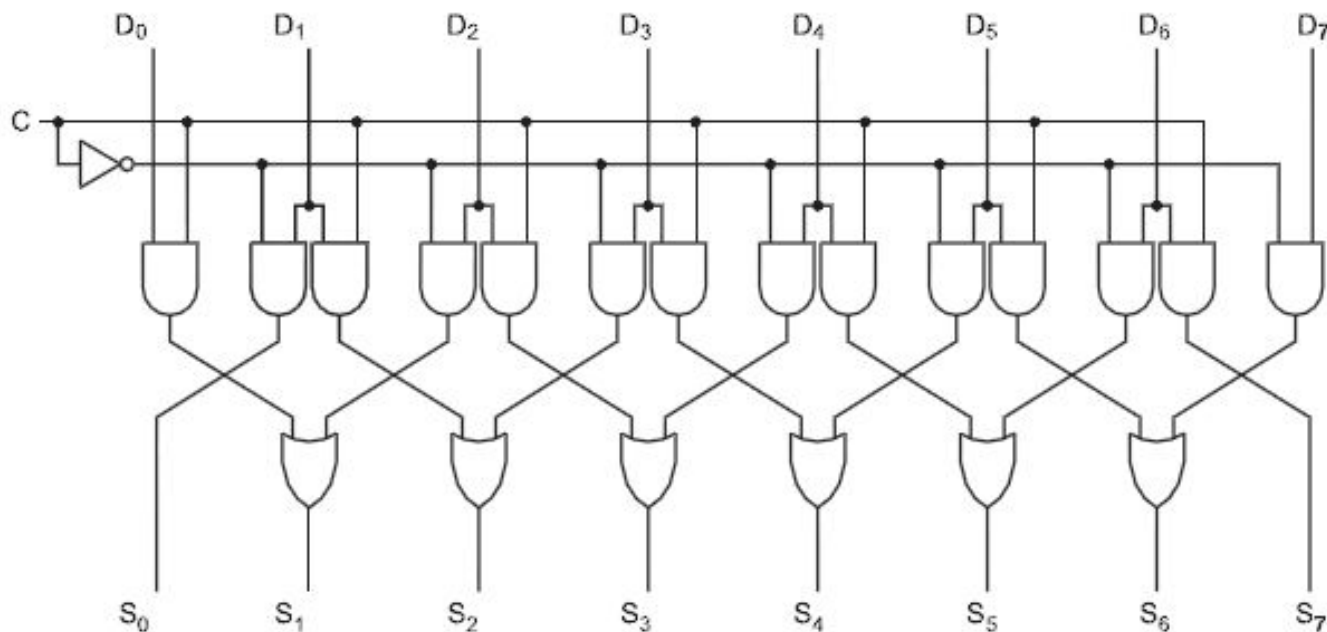 D₀ D₁ D₂ D₃ D₄ D₅ D₆ D₇
C
S₀ S₁ S₂ S₃ S₄ S₅ S₆ S₇